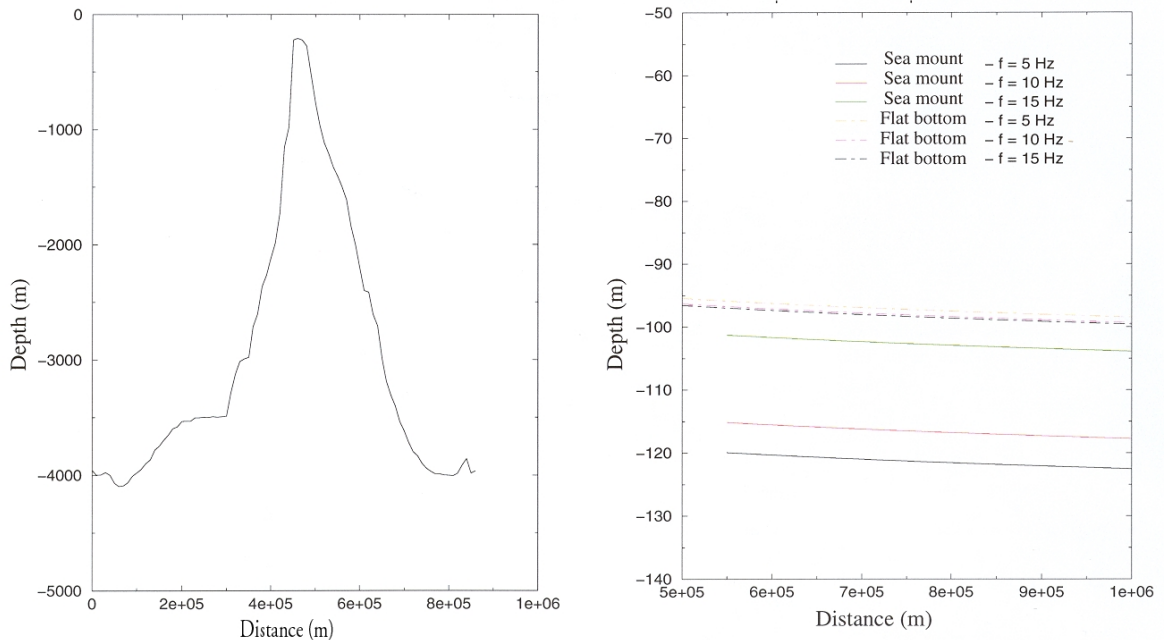 0
−1000
−2000
−3000
−4000
−5000
Depth (m)
0 2e+05 4e+05 6e+05 8e+05 1e+06
Distance (m)
−50
−60
−70
−80
−90
−100
−110
−120
−130
−140
Depth (m)
Sea mount – f = 5 Hz
Sea mount – f = 10 Hz
Sea mount – f = 15 Hz
Flat bottom – f = 5 Hz
Flat bottom – f = 10 Hz
Flat bottom – f = 15 Hz
5e+05 6e+05 7e+05 8e+05 9e+05 1e+06
Distance (m)